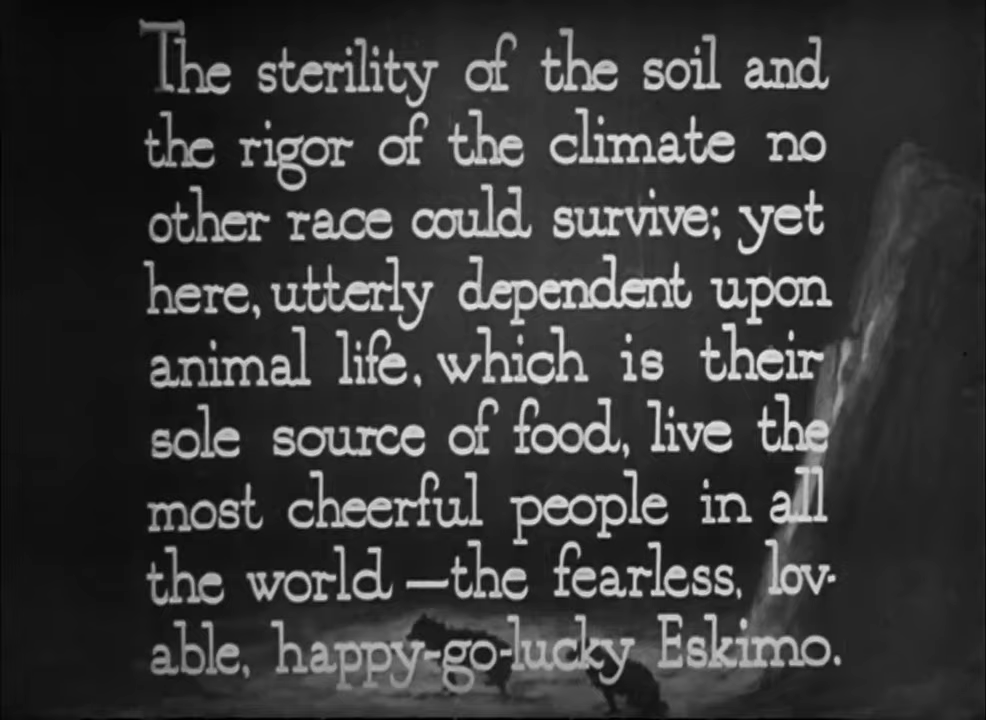 The sterility of the soil and
the rigor of the climate no
other race could survive; yet
here, utterly dependent upon
animal life, which is their
sole source of food, live the
most cheerful people in all
the world—the fearless, lov-
able, happy-go-lucky Eskimo.